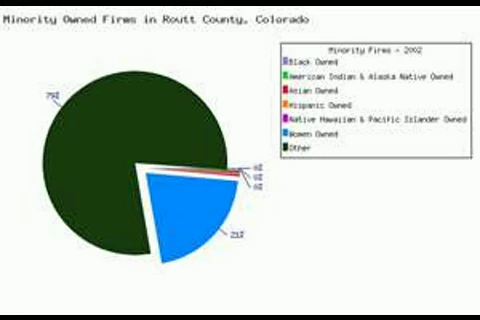 Minority Owned Firms in Routt County, Colorado
Minority Firms - 2002
Black Owned
American Indian & Alaska Native Owned
Asian Owned
Hispanic Owned
Native Hawaiian & Pacific Islander Owned
Women Owned
Other
79%
0%
0%
0%
21%